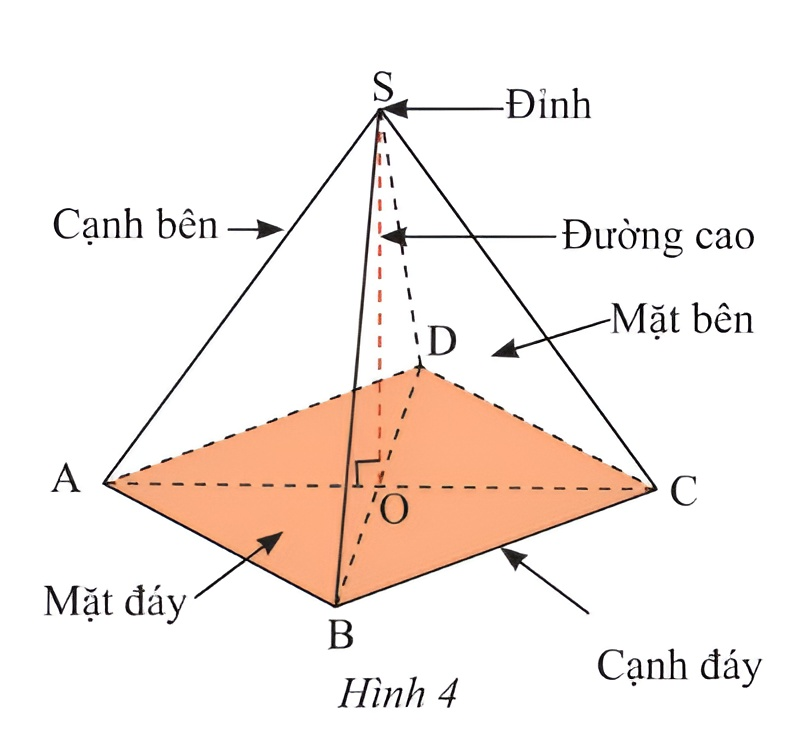 S
Đỉnh
Cạnh bên
Đường cao
Mặt bên
D
A
C
O
Mặt đáy
B
Cạnh đáy
Hình 4